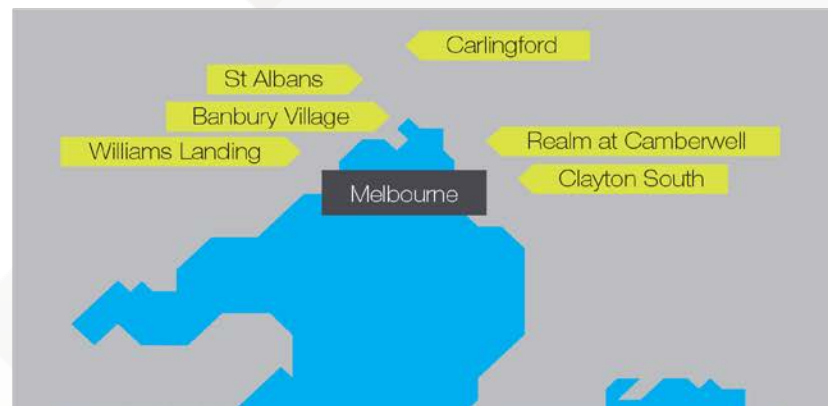 Carlingford
St Albans
Banbury Village
Williams Landing
Realm at Camberwell
Clayton South
Melbourne